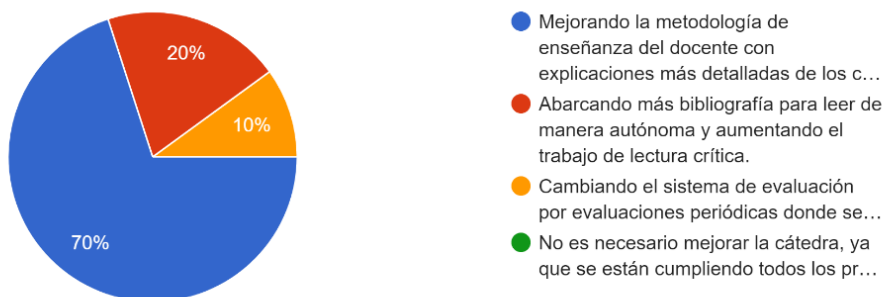 20%
10%
70%
Mejorando la metodología de
enseñanza del docente con
explicaciones más detalladas de los c...
Abarcando más bibliografía para leer de
manera autónoma y aumentando el
trabajo de lectura crítica.
Cambiando el sistema de evaluación
por evaluaciones periódicas donde se...
No es necesario mejorar la cátedra, ya
que se están cumpliendo todos los pr...